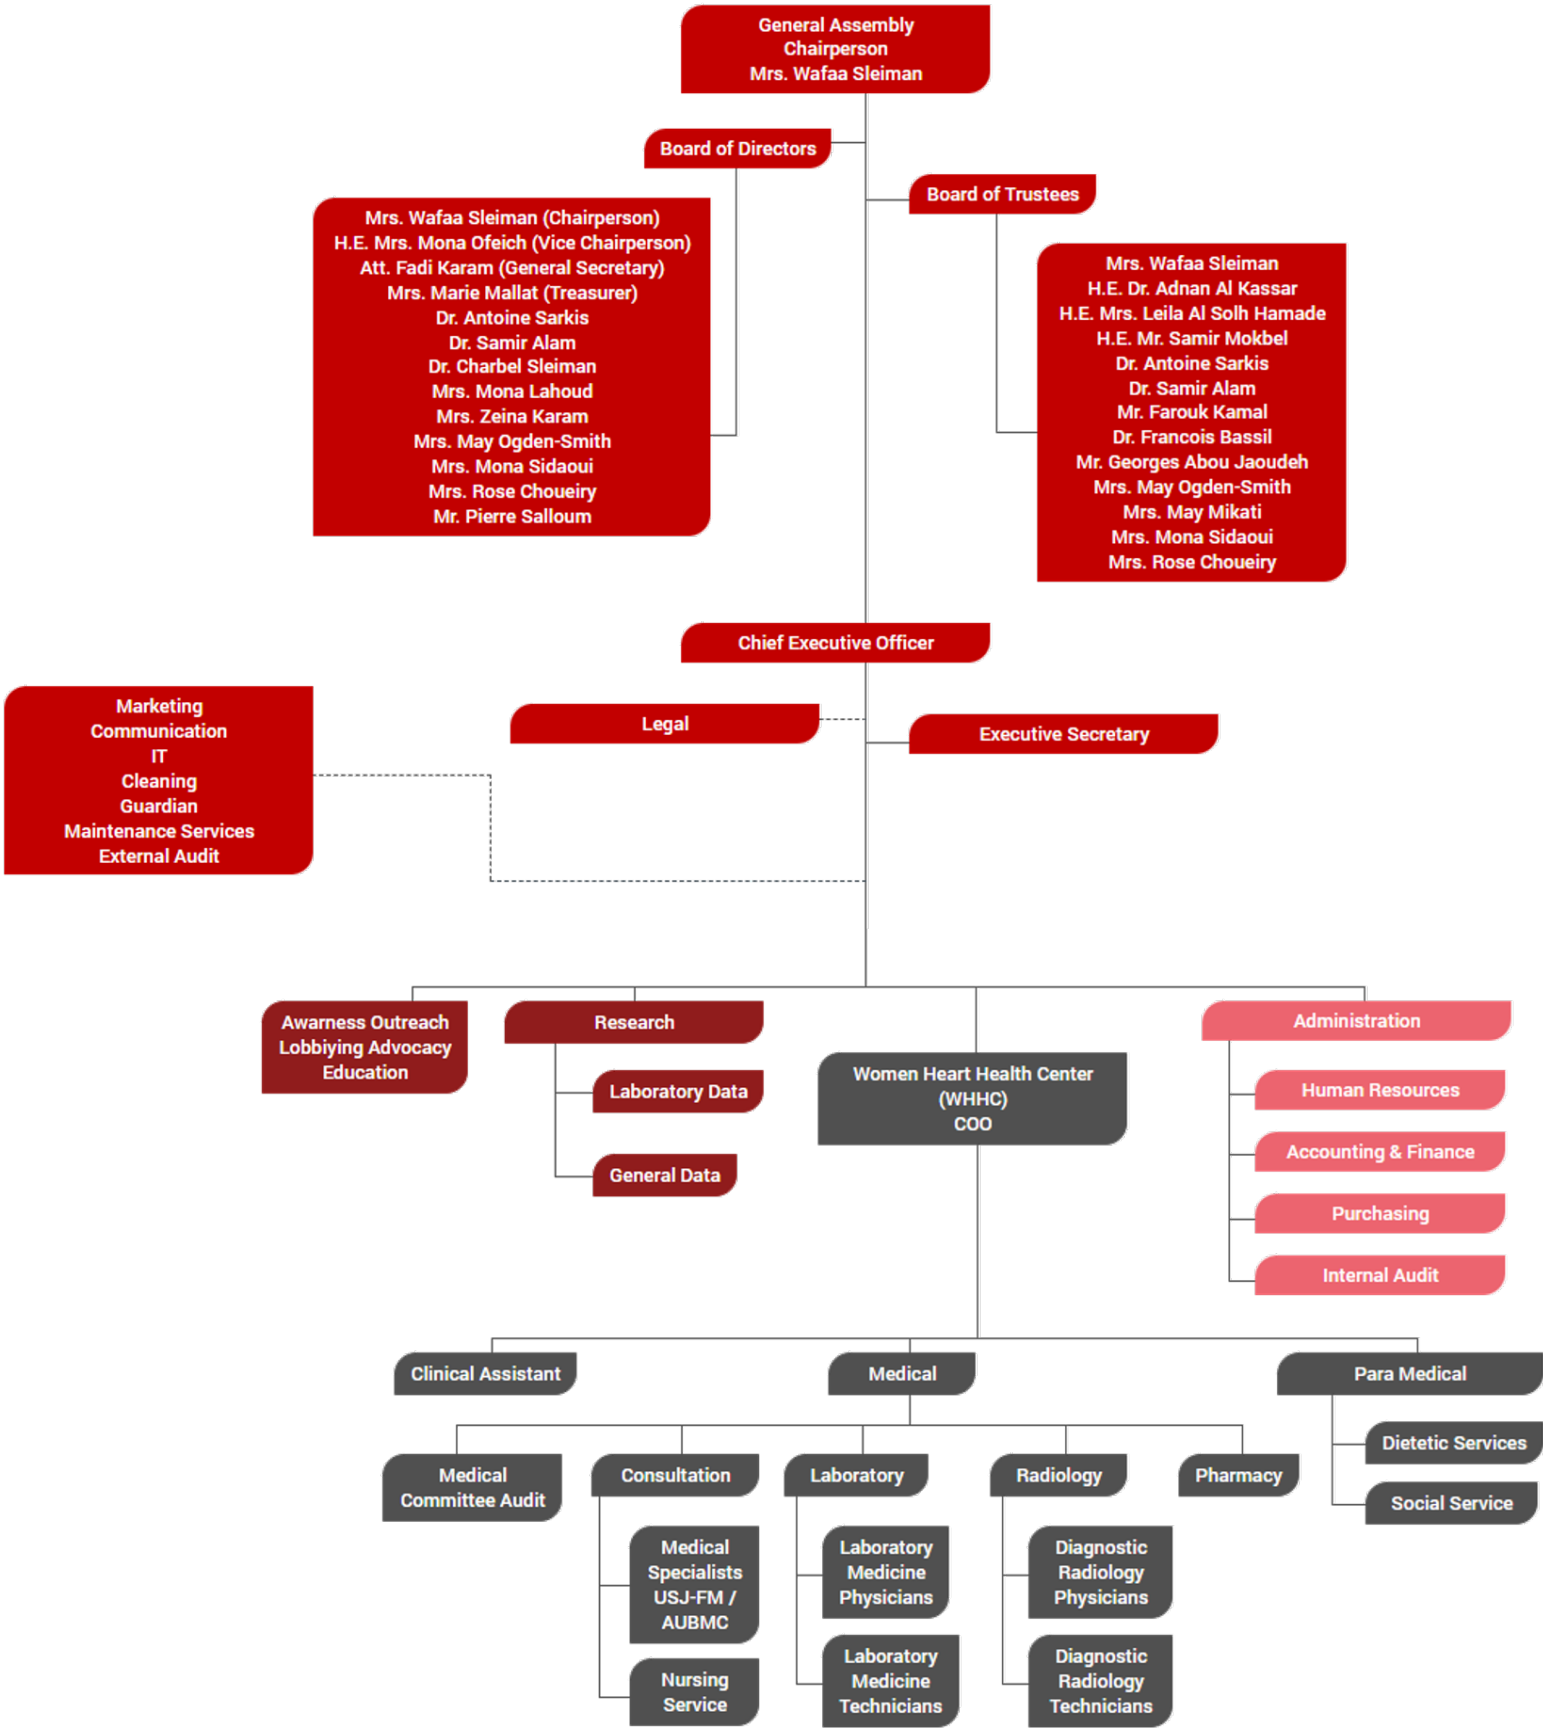 General Assembly
Chairperson
Mrs. Wafaa Sleiman
Board of Directors
Board of Trustees
Mrs. Wafaa Sleiman (Chairperson)
H.E. Mrs. Mona Ofeich (Vice Chairperson)
Att. Fadi Karam (General Secretary)
Mrs. Marie Mallat (Treasurer)
Dr. Antoine Sarkis
Dr. Samir Alam
Dr. Charbel Sleiman
Mrs. Mona Lahoud
Mrs. Zeina Karam
Mrs. May Ogden-Smith
Mrs. Mona Sidaoui
Mrs. Rose Choueiry
Mr. Pierre Salloum
Mrs. Wafaa Sleiman
H.E. Dr. Adnan Al Kassar
H.E. Mrs. Leila Al Solh Hamade
H.E. Mr. Samir Mokbel
Dr. Antoine Sarkis
Dr. Samir Alam
Mr. Farouk Kamal
Dr. Francois Bassil
Mr. Georges Abou Jaoudeh
Mrs. May Ogden-Smith
Mrs. May Mikati
Mrs. Mona Sidaoui
Mrs. Rose Choueiry
Chief Executive Officer
Marketing
Communication
IT
Cleaning
Guardian
Maintenance Services
External Audit
Legal
Executive Secretary
Awarness Outreach
Lobbiying Advocacy
Education
Research
Laboratory Data
General Data
Women Heart Health Center
(WHHC)
COO
Administration
Human Resources
Accounting & Finance
Purchasing
Internal Audit
Clinical Assistant
Medical
Para Medical
Dietetic Services
Social Service
Medical
Committee Audit
Consultation
Laboratory
Radiology
Pharmacy
Medical
Specialists
USJ-FM /
AUBMC
Nursing
Service
Laboratory
Medicine
Physicians
Laboratory
Medicine
Technicians
Diagnostic
Radiology
Physicians
Diagnostic
Radiology
Technicians